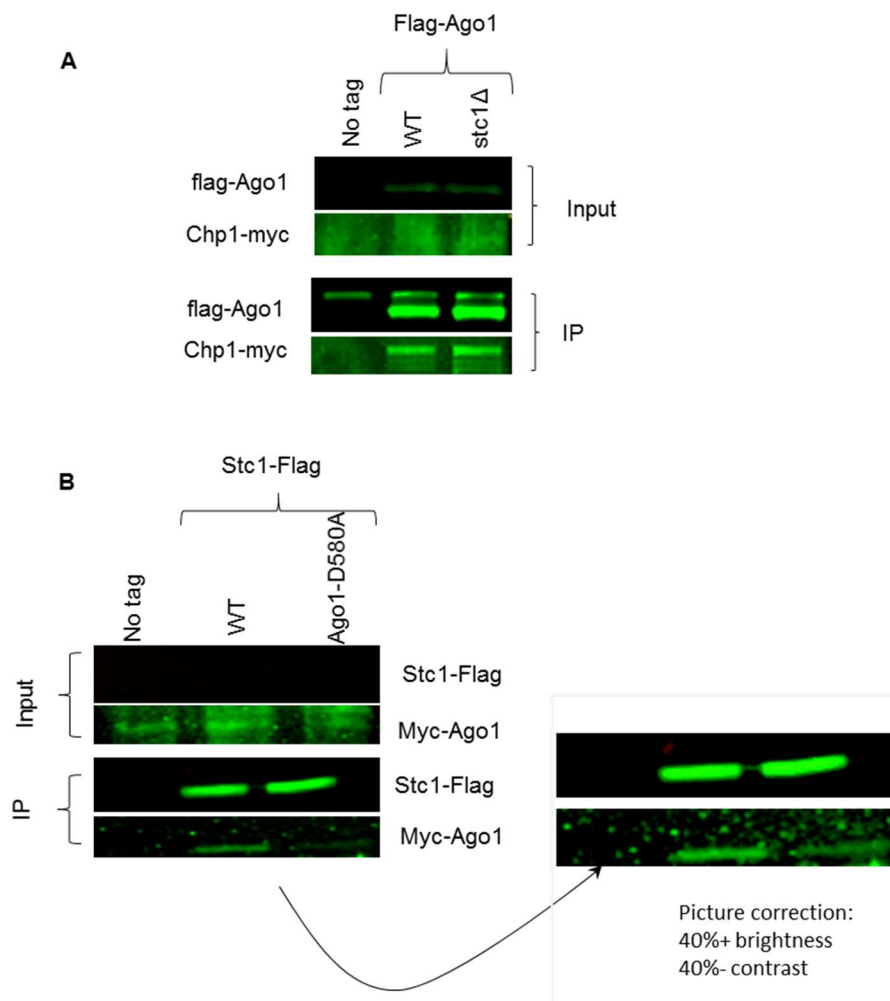 A
Flag-Ago1
No tag
WT
stc1Δ
flag-Ago1
Chp1-myc
Input
flag-Ago1
Chp1-myc
IP
B
Stc1-Flag
No tag
WT
Ago1-D580A
Input
Stc1-Flag
Myc-Ago1
IP
Stc1-Flag
Myc-Ago1
Picture correction:
40%+ brightness
40%- contrast